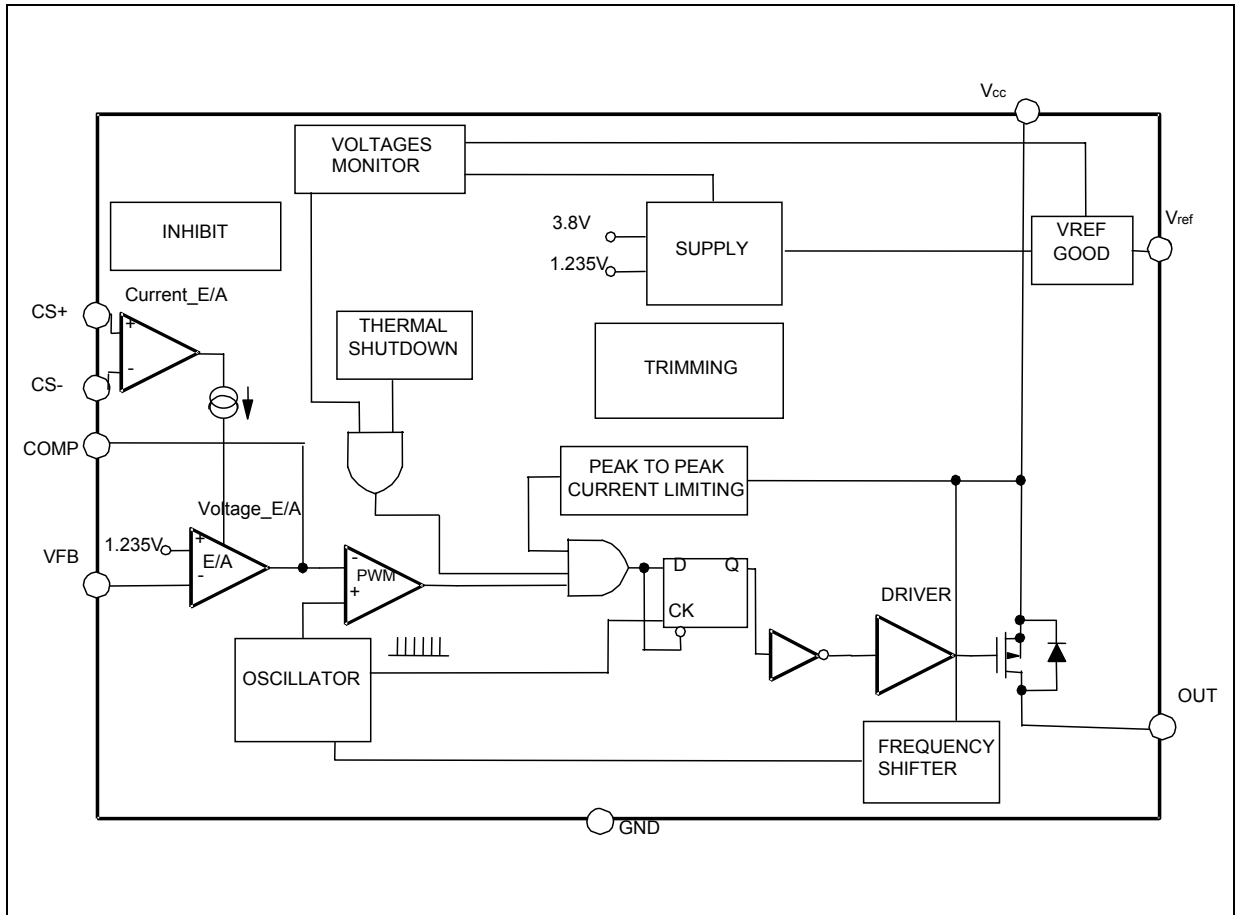 Vcc
VOLTAGES
MONITOR
INHIBIT
3.8V
1.235V
SUPPLY
VREF
GOOD
Vref
CS+
Current_E/A
+
-
CS-
THERMAL
SHUTDOWN
TRIMMING
COMP
PEAK TO PEAK
CURRENT LIMITING
Voltage_E/A
VFB
1.235V
+
E/A
-
-
PWM
+
D
Q
CK
DRIVER
OSCILLATOR
OUT
FREQUENCY
SHIFTER
GND